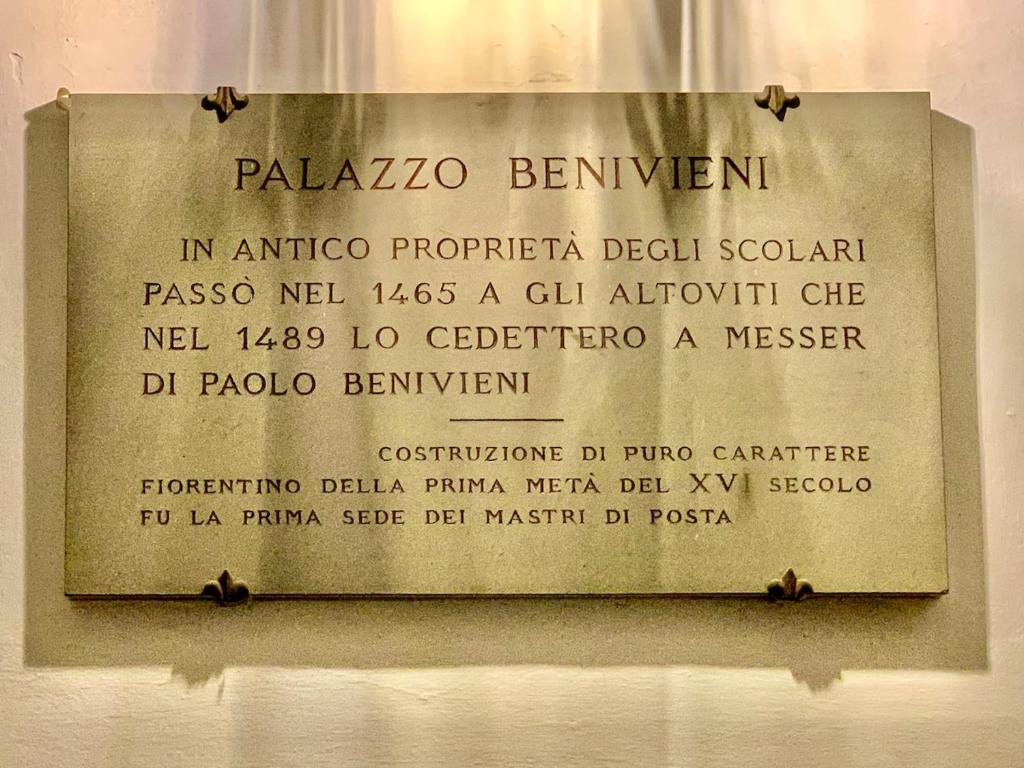 PALAZZO BENIVIENI
IN ANTICO PROPRIETÀ DEGLI SCOLARI
PASSÒ NEL 1465 A GLI ALTOVITI CHE
NEL 1489 LO CEDETTERO A MESSER
DI PAOLO BENIVIENI
COSTRUZIONE DI PURO CARATTERE
FIORENTINO DELLA PRIMA METÀ DEL XVI SECOLO
FU LA PRIMA SEDE DEI MASTRI DI POSTA